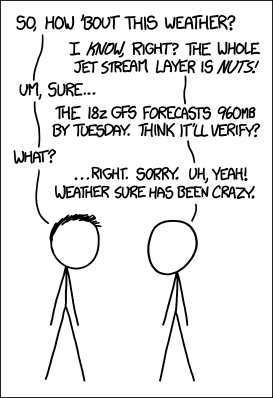 SO, HOW 'BOUT THIS WEATHER?
I KNOW, RIGHT? THE WHOLE
JET STREAM LAYER IS NUTS!
UM, SURE...
THE 18Z GFS FORECASTS 960MB
BY TUESDAY. THINK IT'LL VERIFY?
WHAT?
...RIGHT. SORRY. UH, YEAH!
WEATHER SURE HAS BEEN CRAZY.